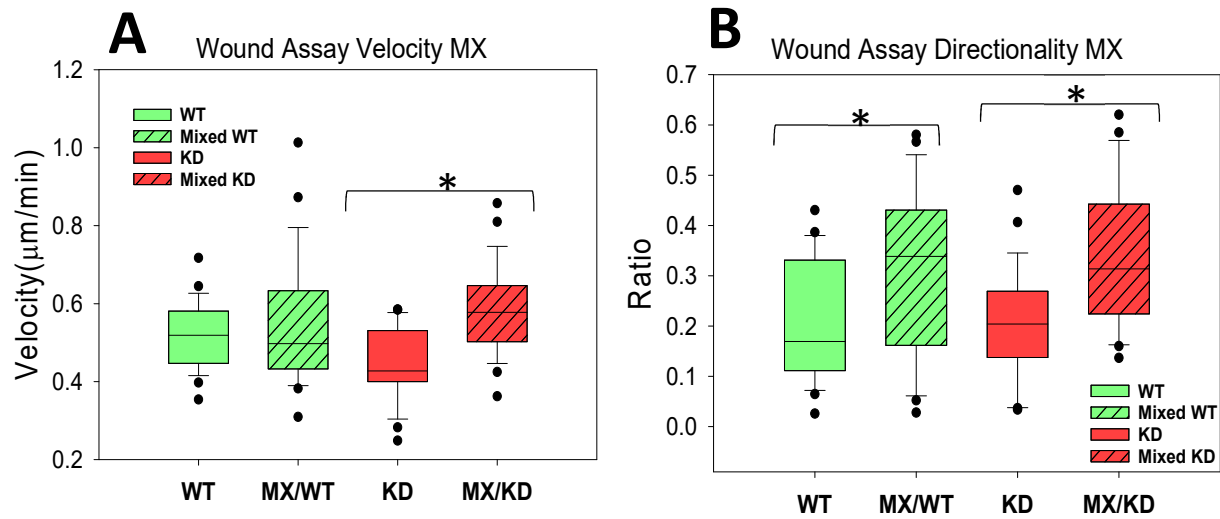 A
Wound Assay Velocity MX
Velocity(μm/min)
1.2
1.0
0.8
0.6
0.4
0.2
WT
Mixed WT
KD
Mixed KD
*
WT
MX/WT
KD
MX/KD
B
Wound Assay Directionality MX
Ratio
0.7
0.6
0.5
0.4
0.3
0.2
0.1
0.0
*
*
WT
Mixed WT
KD
Mixed KD
WT
MX/WT
KD
MX/KD